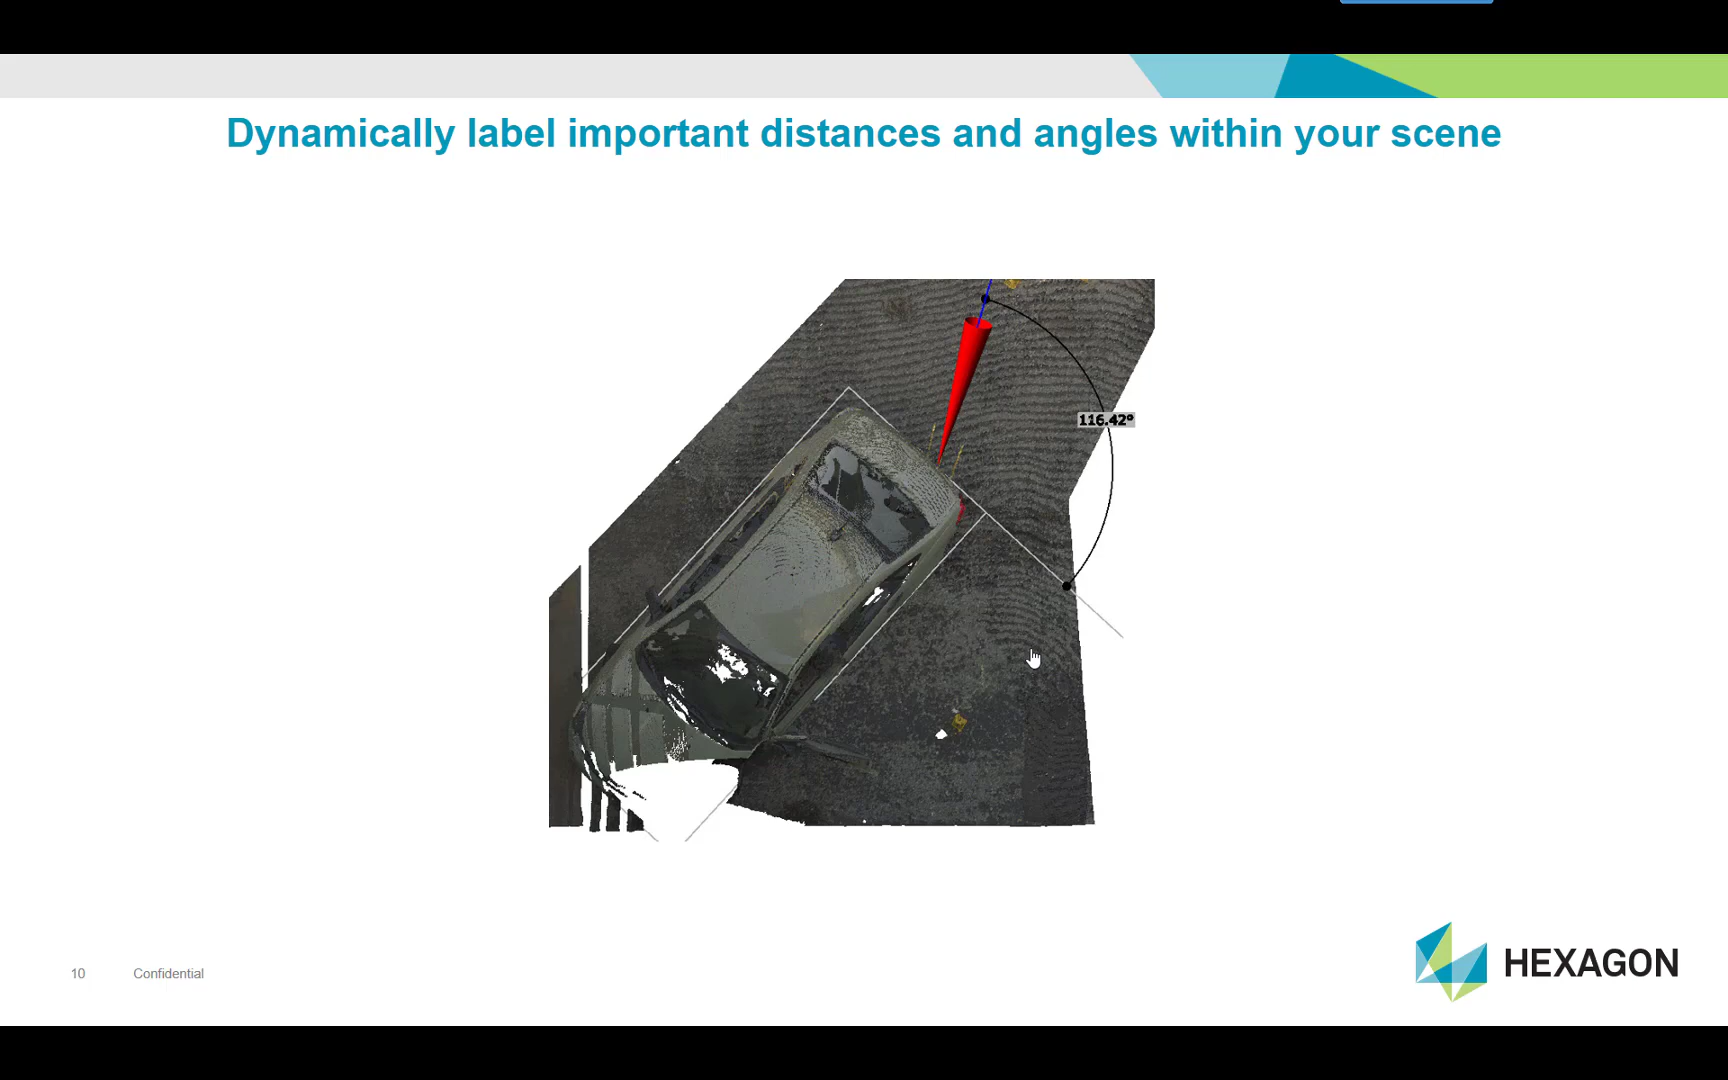 Dynamically label important distances and angles within your scene
116.42°
10 Confidential
HEXAGON